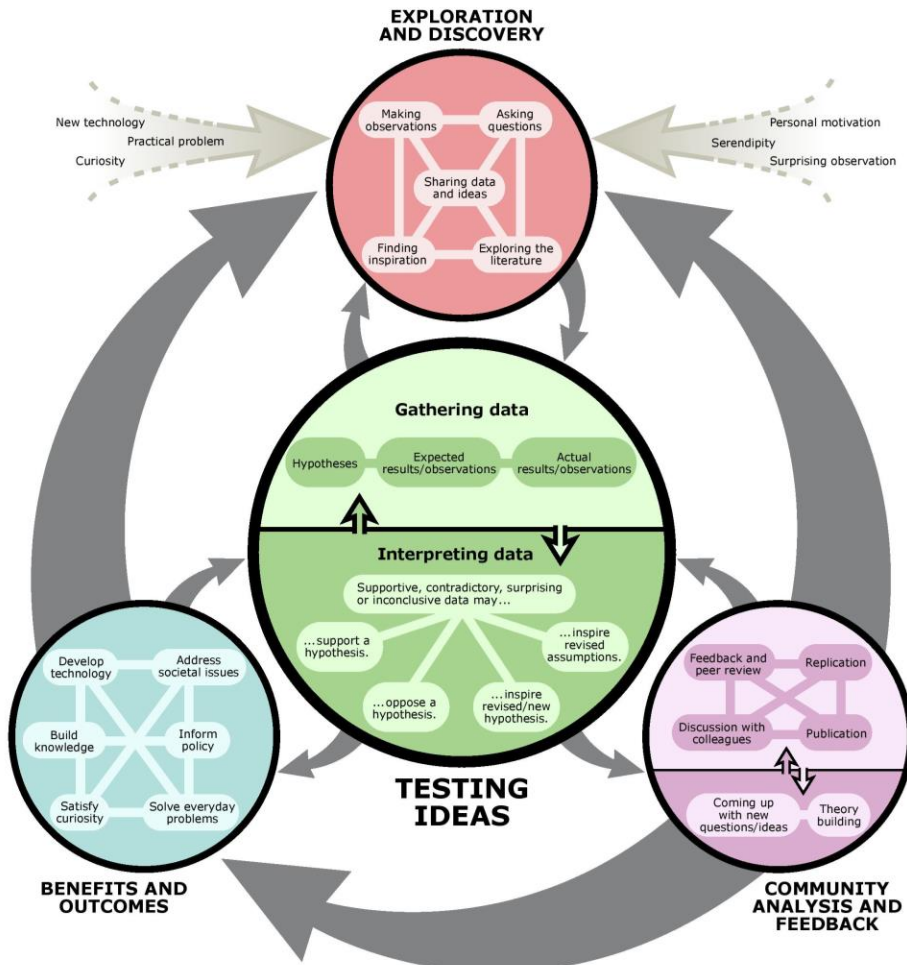 EXPLORATION
AND DISCOVERY
New technology
Practical problem
Curiosity
Personal motivation
Serendipity
Surprising observation
Making
observations
Asking
questions
Sharing data
and ideas
Finding
inspiration
Exploring the
literature
Gathering data
Hypotheses
Expected
results/observations
Actual
results/observations
Interpreting data
Supportive, contradictory, surprising
or inconclusive data may...
...support a
hypothesis.
...oppose a
hypothesis.
...inspire
revised/new
hypothesis.
...inspire
revised
assumptions.
TESTING
IDEAS
Develop
technology
Address
societal issues
Build
knowledge
Inform
policy
Satisfy
curiosity
Solve everyday
problems
BENEFITS AND
OUTCOMES
Feedback and
peer review
Replication
Discussion with
colleagues
Publication
Coming up
with new
questions/ideas
Theory
building
COMMUNITY
ANALYSIS AND
FEEDBACK